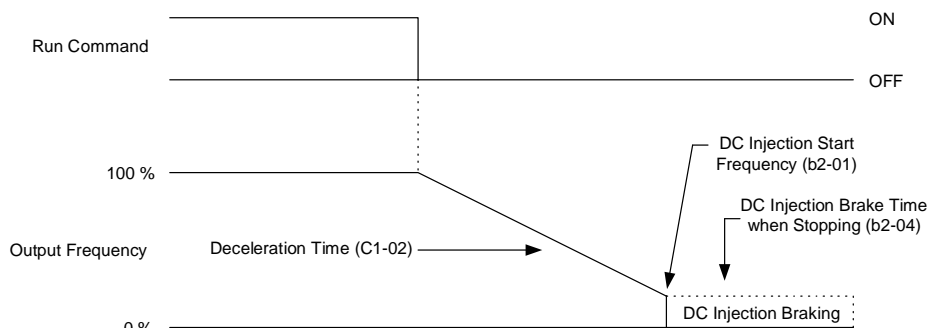 ON
Run Command
OFF
DC Injection Start
Frequency (b2-01)
100 %
DC Injection Brake Time
when Stopping (b2-04)
Output Frequency
Deceleration Time (C1-02)
DC Injection Braking
0 %